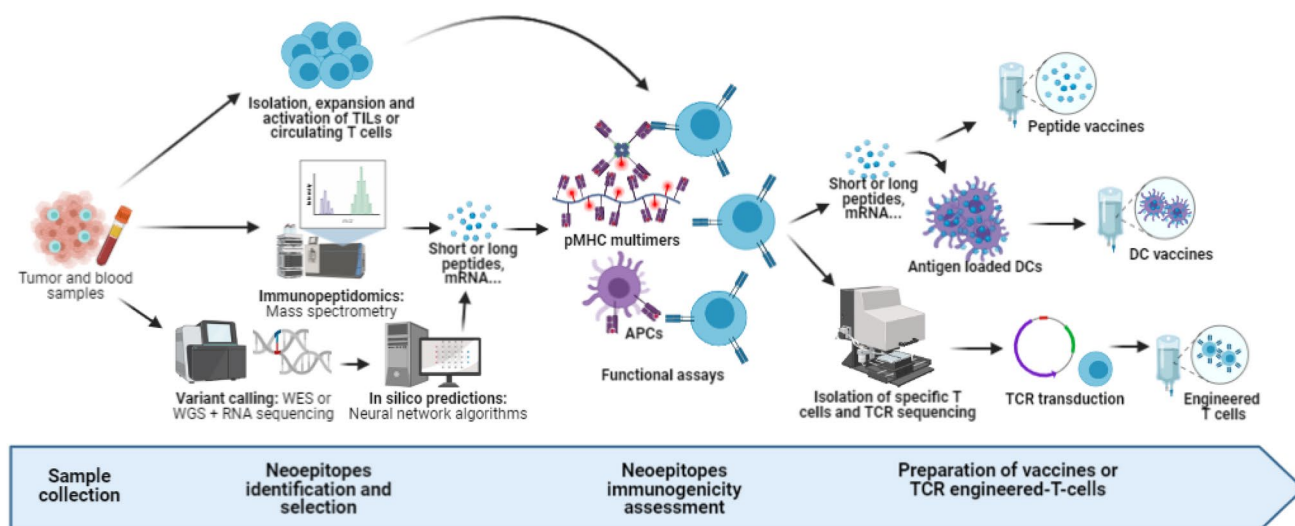 Isolation, expansion and
activation of TILs or
circulating T cells
Tumor and blood
samples
Immunopeptidomics:
Mass spectrometry
Variant calling: WES or
WGS + RNA sequencing
In silico predictions:
Neural network algorithms
Short or long
peptides,
mRNA...
pMHC multimers
APCs
Functional assays
Short or long
peptides,
mRNA...
Peptide vaccines
Antigen loaded DCs
DC vaccines
Isolation of specific T
cells and TCR sequencing
TCR transduction
Engineered
T cells
Sample
collection
Neoepitopes
identification and
selection
Neoepitopes
immunogenicity
assessment
Preparation of vaccines or
TCR engineered-T-cells